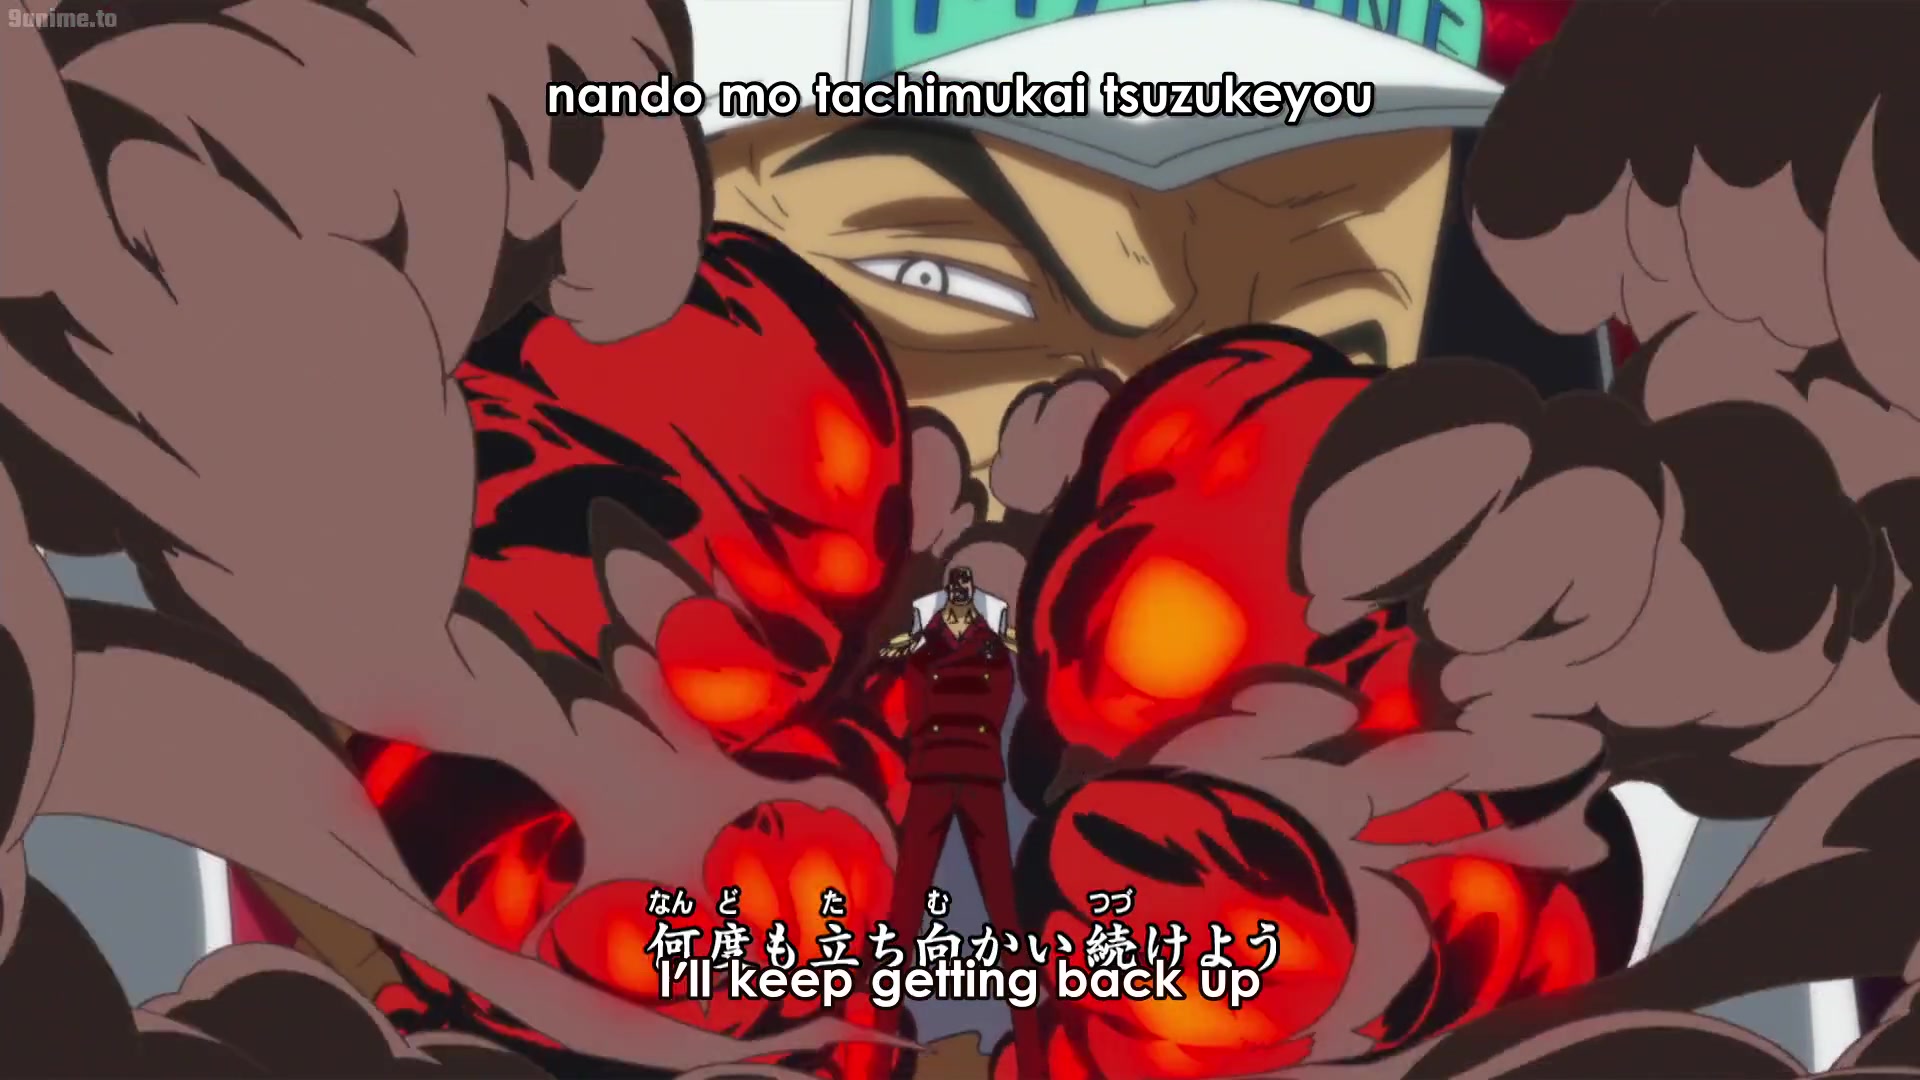 9anime.to
MARINE
nando mo tachimukai tsuzukeyou
なん ど た む つづ
何度も立ち向かい続けよう
I'll keep getting back up